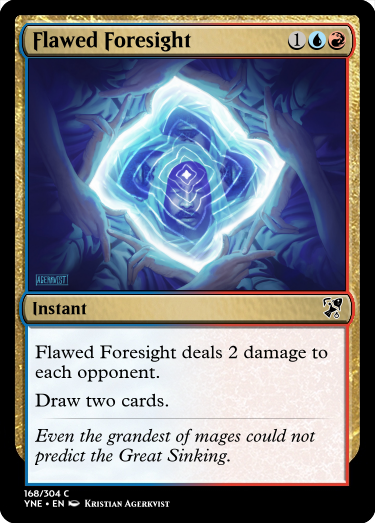 Flawed Foresight 1
AGERKVIST
Instant
Flawed Foresight deals 2 damage to
each opponent.
Draw two cards.
Even the grandest of mages could not
predict the Great Sinking.
168/304 C
YNE • EN Kristian Agerkvist